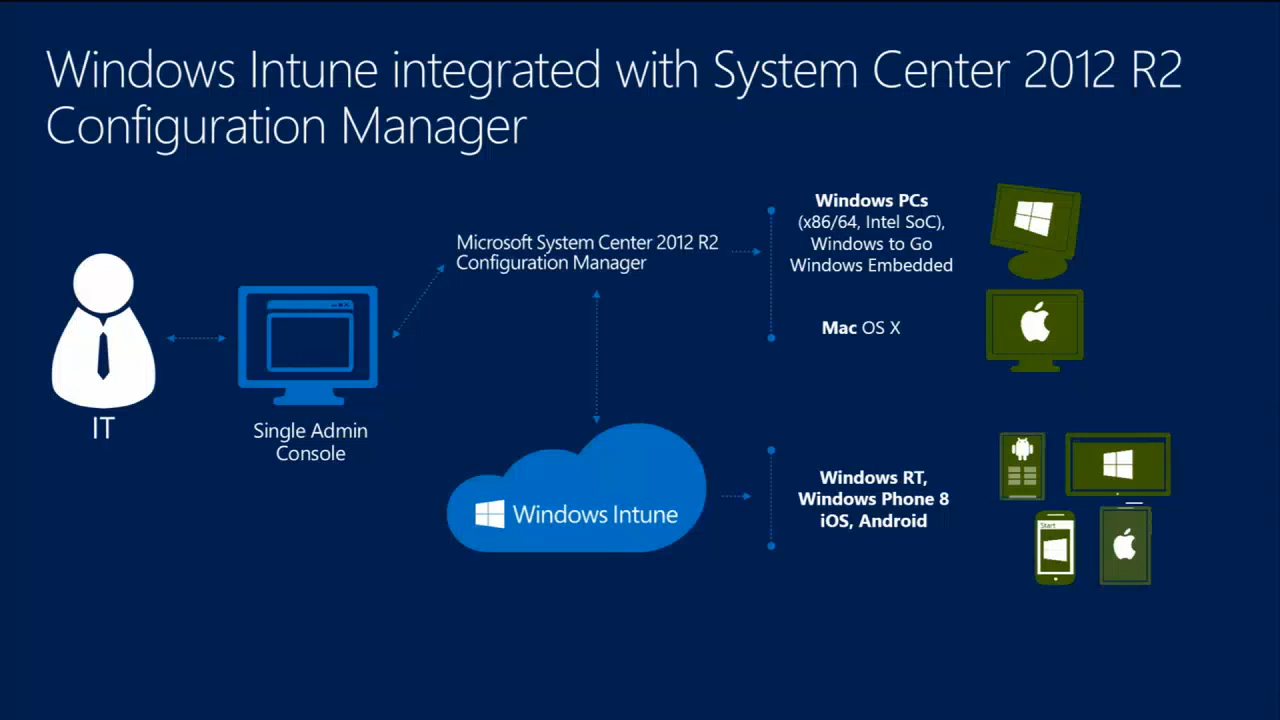 Windows Intune integrated with System Center 2012 R2
Configuration Manager
Windows PCs
(x86/64, Intel SoC),
Windows to Go
Windows Embedded
Microsoft System Center 2012 R2
Configuration Manager
Mac OS X
IT
Single Admin
Console
Windows RT,
Windows Phone 8
iOS, Android
Windows Intune
Start